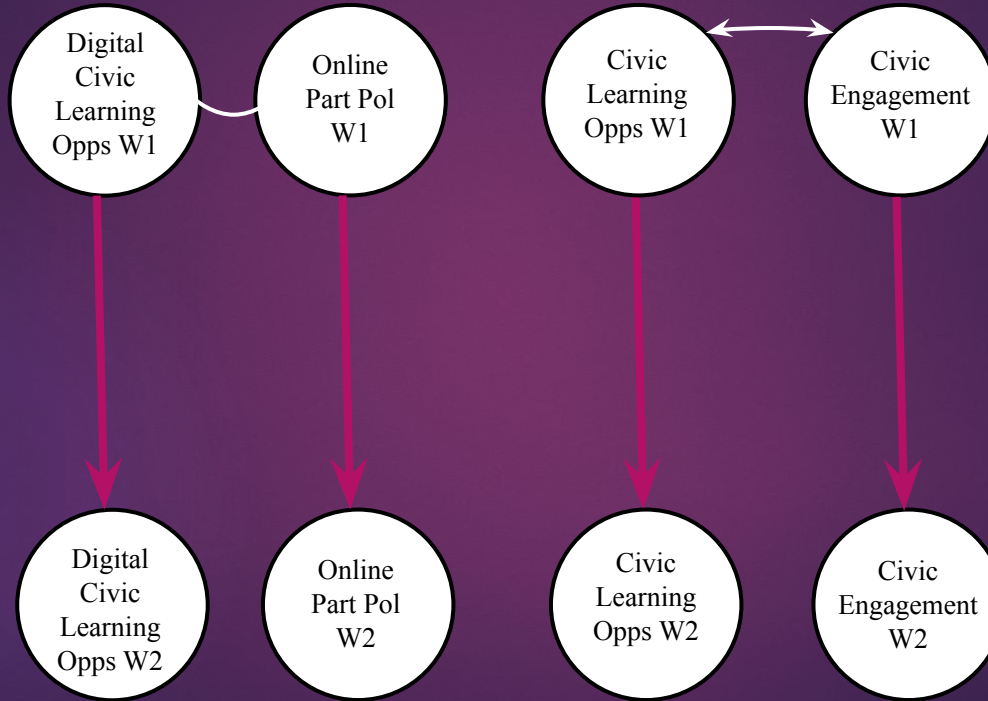 Digital
Civic
Learning
Opps W1
Online
Part Pol
W1
Civic
Learning
Opps W1
Civic
Engagement
W1
Digital
Civic
Learning
Opps W2
Online
Part Pol
W2
Civic
Learning
Opps W2
Civic
Engagement
W2